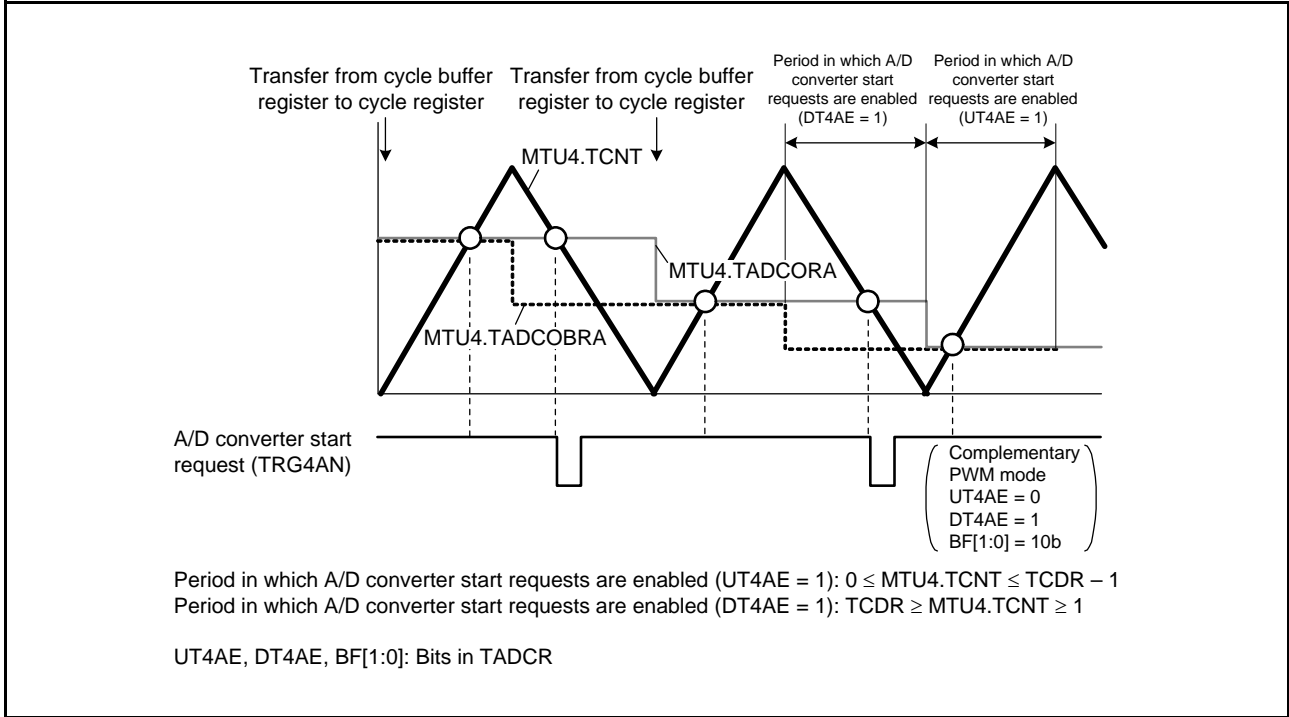 Transfer from cycle buffer
register to cycle register
Transfer from cycle buffer
register to cycle register
Period in which A/D
converter start
requests are enabled
(DT4AE = 1)
Period in which A/D
converter start
requests are enabled
(UT4AE = 1)
MTU4.TCNT
MTU4.TADCORA
MTU4.TADCOBRA
A/D converter start
request (TRG4AN)
Complementary
PWM mode
UT4AE = 0
DT4AE = 1
BF[1:0] = 10b
Period in which A/D converter start requests are enabled (UT4AE = 1): 0 ≤ MTU4.TCNT ≤ TCDR – 1
Period in which A/D converter start requests are enabled (DT4AE = 1): TCDR ≥ MTU4.TCNT ≥ 1
UT4AE, DT4AE, BF[1:0]: Bits in TADCR